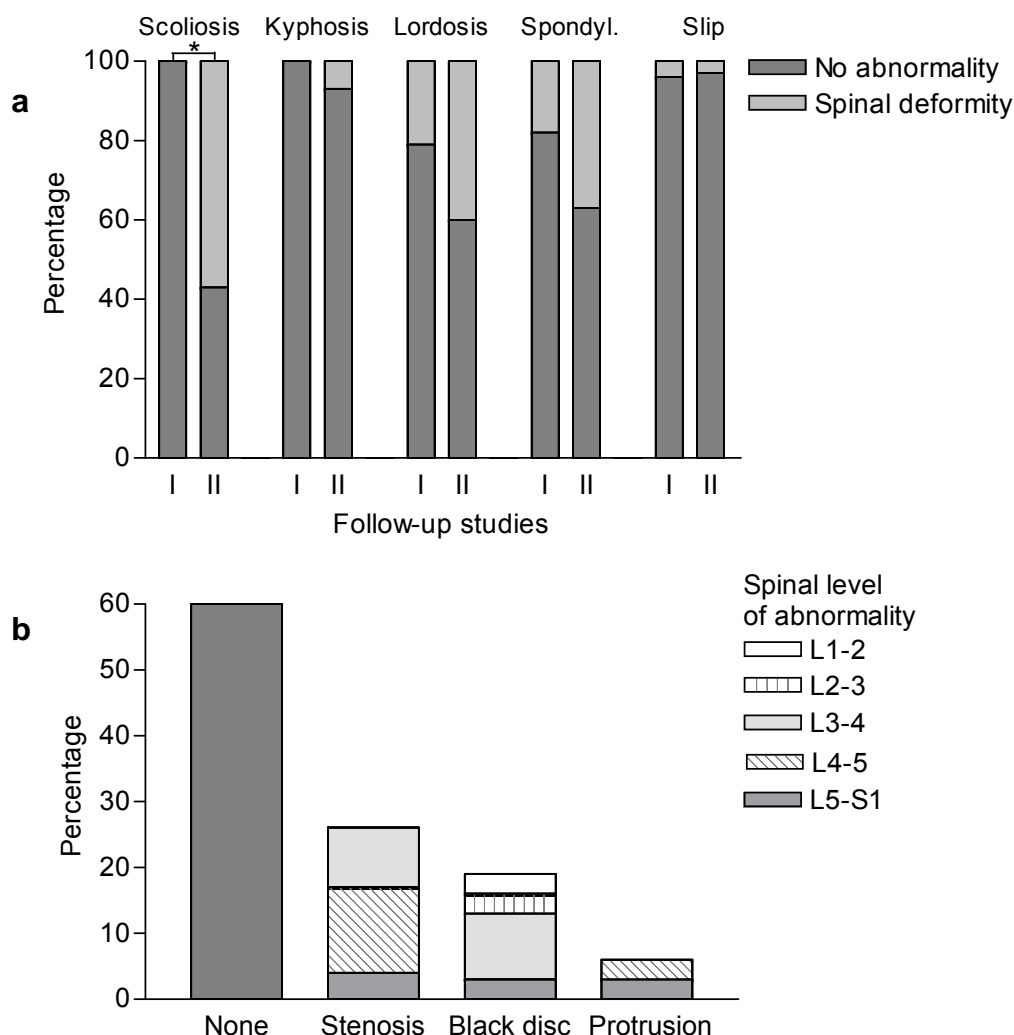 Scoliosis Kyphosis Lordosis Spondyl. Slip
*
a
100
80
60
40
20
0
Percentage
No abnormality
Spinal deformity
I II I II I II I II I II
Follow-up studies
b
60
50
40
30
20
10
0
Percentage
Spinal level
of abnormality
L1-2
L2-3
L3-4
L4-5
L5-S1
None Stenosis Black disc Protrusion